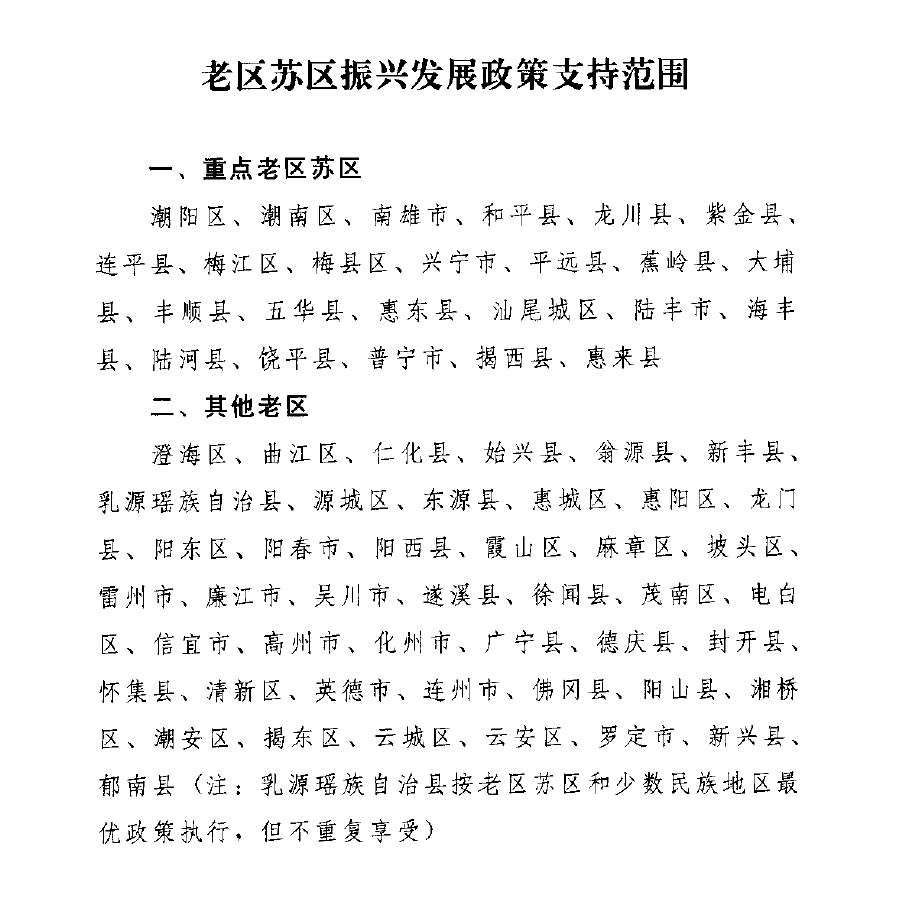 老区苏区振兴发展政策支持范围
一、重点老区苏区
潮阳区、潮南区、南雄市、和平县、龙川县、紫金县、
连平县、梅江区、梅县区、兴宁市、平远县、蕉岭县、大埔
县、丰顺县、五华县、惠东县、汕尾城区、陆丰市、海丰
县、陆河县、饶平县、普宁市、揭西县、惠来县
二、其他老区
澄海区、曲江区、仁化县、始兴县、翁源县、新丰县、
乳源瑶族自治县、源城区、东源县、惠城区、惠阳区、龙门
县、阳东区、阳春市、阳西县、霞山区、麻章区、坡头区、
雷州市、廉江市、吴川市、遂溪县、徐闻县、茂南区、电白
区、信宜市、高州市、化州市、广宁县、德庆县、封开县、
怀集县、清新区、英德市、连州市、佛冈县、阳山县、湘桥
区、潮安区、揭东区、云城区、云安区、罗定市、新兴县、
郁南县（注：乳源瑶族自治县按老区苏区和少数民族地区最
优政策执行，但不重复享受）